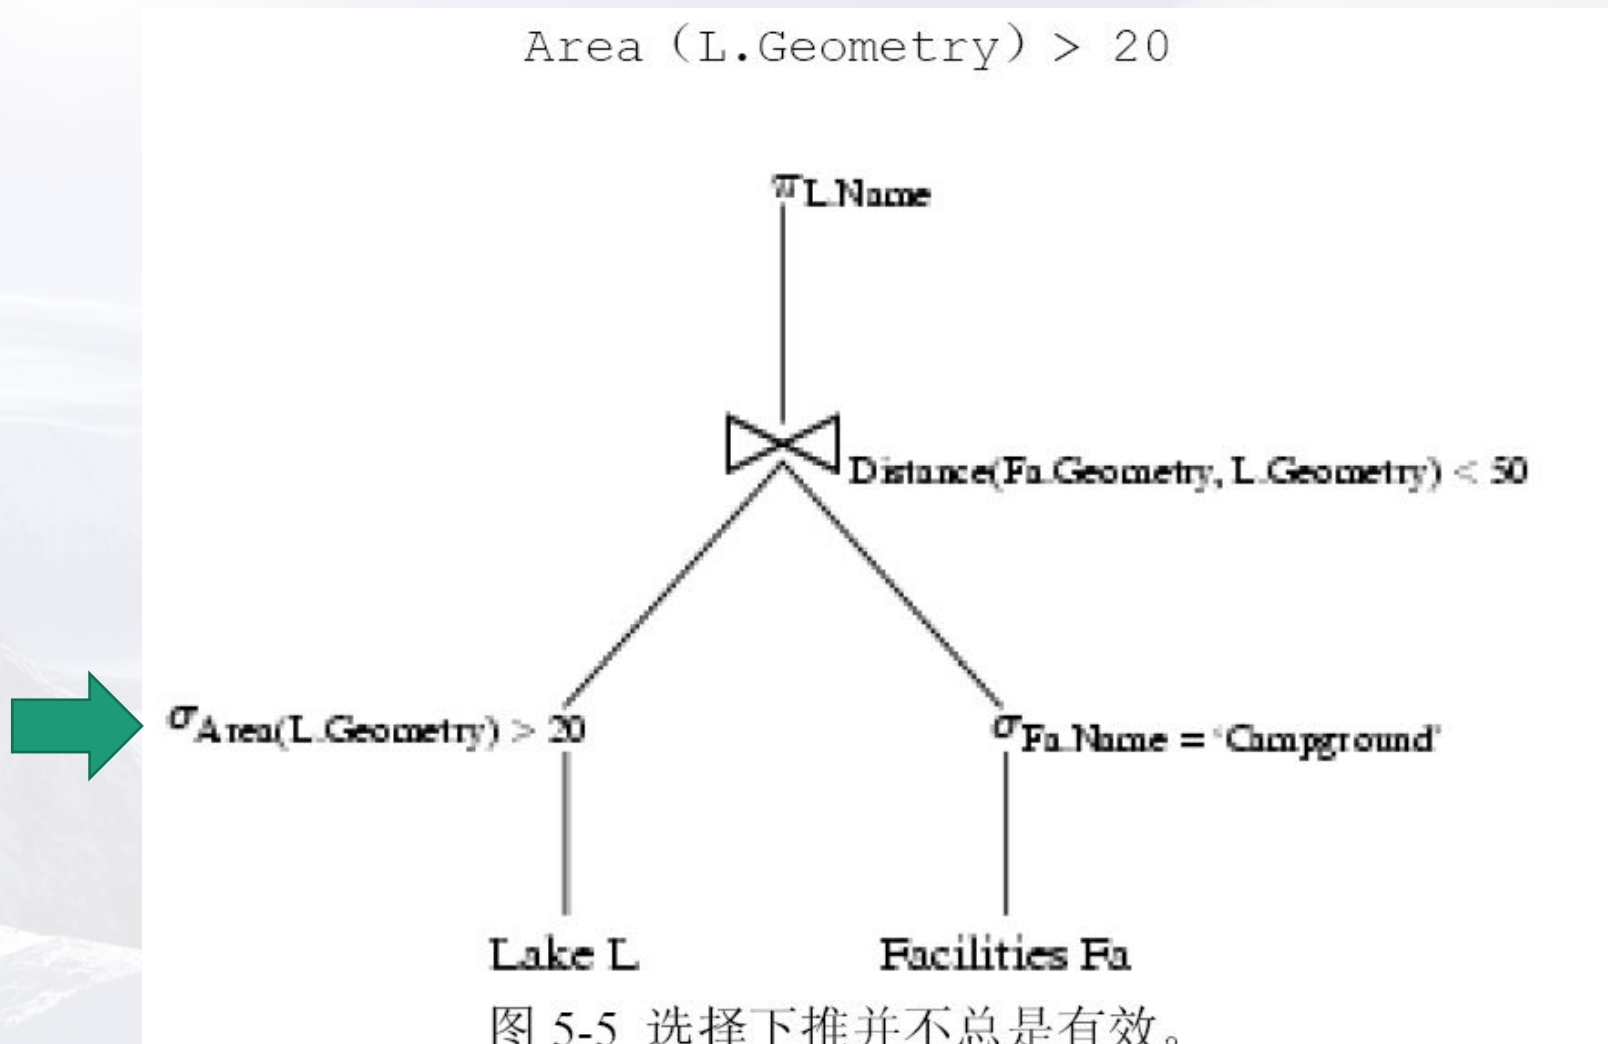 Area (L.Geometry) > 20
πL.Name
Distance(Fa.Geometry, L.Geometry) < 50
σArea(L.Geometry) > 20
σFa.Name = 'Campground'
Lake L
Facilities Fa
图 5-5 选择下推并不总是有效。